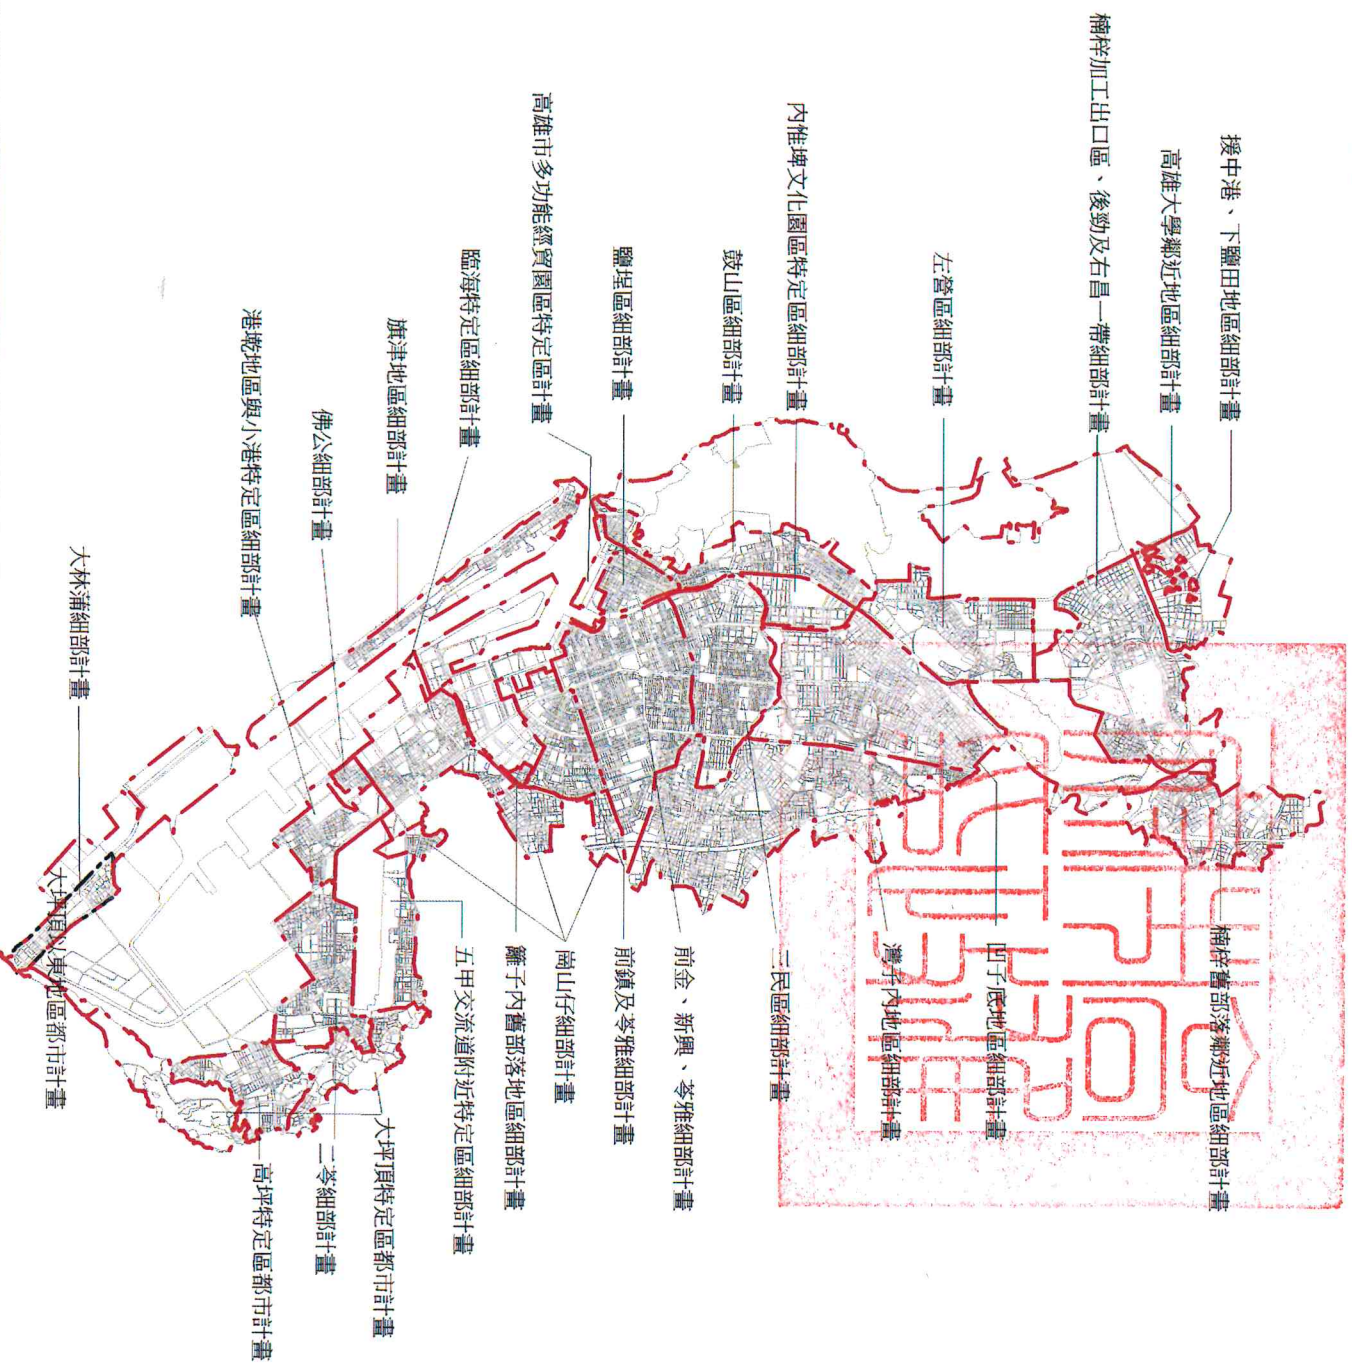 援中港、下鹽田地區細部計畫
高雄大學鄰近地區細部計畫
楠梓加工出口區、後勁及右昌一帶細部計畫
左營區細部計畫
內惟埤文化園區特定區細部計畫
鼓山區細部計畫
鹽埕區細部計畫
高雄市多功能經貿園區特定區計畫
臨海特定區細部計畫
旗津地區細部計畫
佛公細部計畫
港墘地區與小港特定區細部計畫
大林蒲細部計畫
楠梓舊部落鄰近地區細部計畫
凹子底地區細部計畫
灣子內地區細部計畫
三民區細部計畫
前金、新興、苓雅細部計畫
前鎮及苓雅細部計畫
崗山仔細部計畫
籬子內舊部落地區細部計畫
五甲交流道附近特定區細部計畫
大坪頂特定區都市計畫
二苓細部計畫
高坪特定區都市計畫
大坪頂以東地區都市計畫